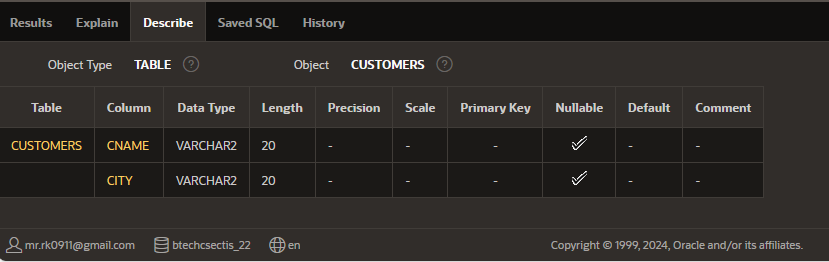 Results Explain Describe Saved SQL History
Object Type TABLE ? Object CUSTOMERS ?
Table Column Data Type Length Precision Scale Primary Key Nullable Default Comment
CUSTOMERS CNAME VARCHAR2 20 - - - ✓ - -
CITY VARCHAR2 20 - - - ✓ - -
mr.rk0911@gmail.com btechcsectis_22 en Copyright © 1999, 2024, Oracle and/or its affiliates.